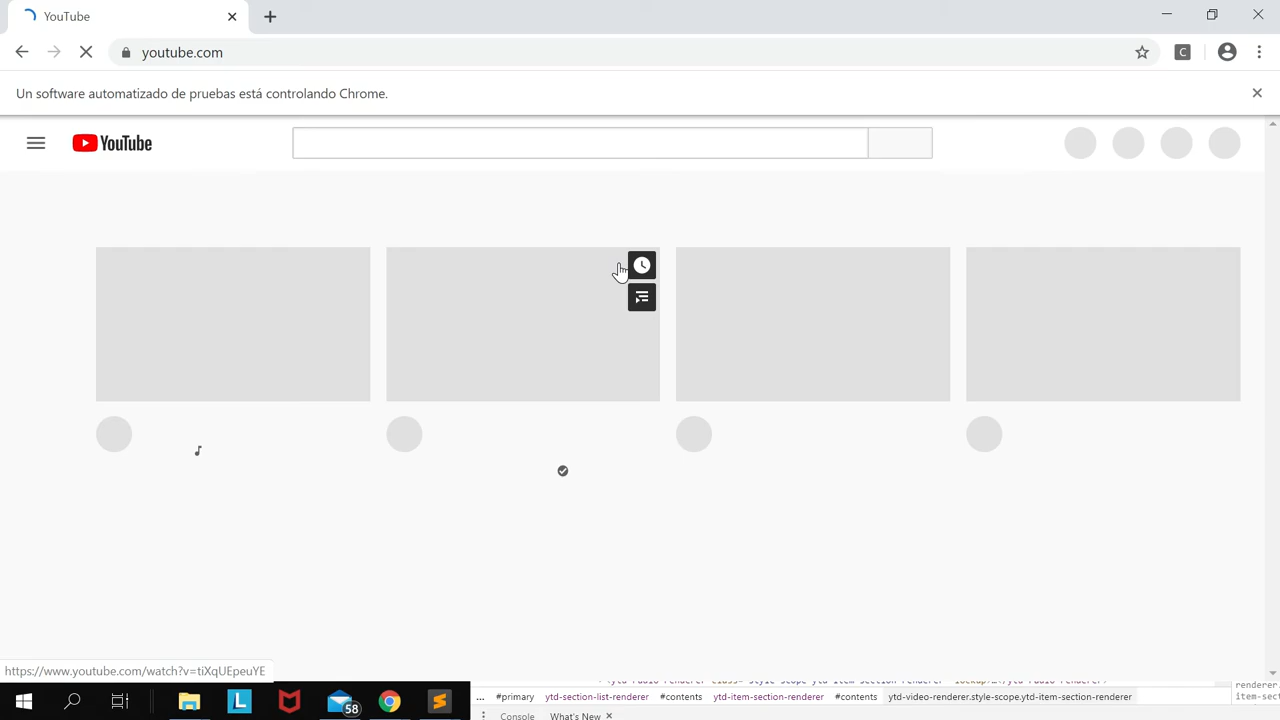 YouTube
youtube.com
C
Un software automatizado de pruebas está controlando Chrome.
YouTube
https://www.youtube.com/watch?v=tiXqUEpeuYE
58
... #primary ytd-section-list-renderer #contents ytd-item-section-renderer #contents ytd-video-renderer.style-scope.ytd-item-section-renderer
item-sect
Console What's New